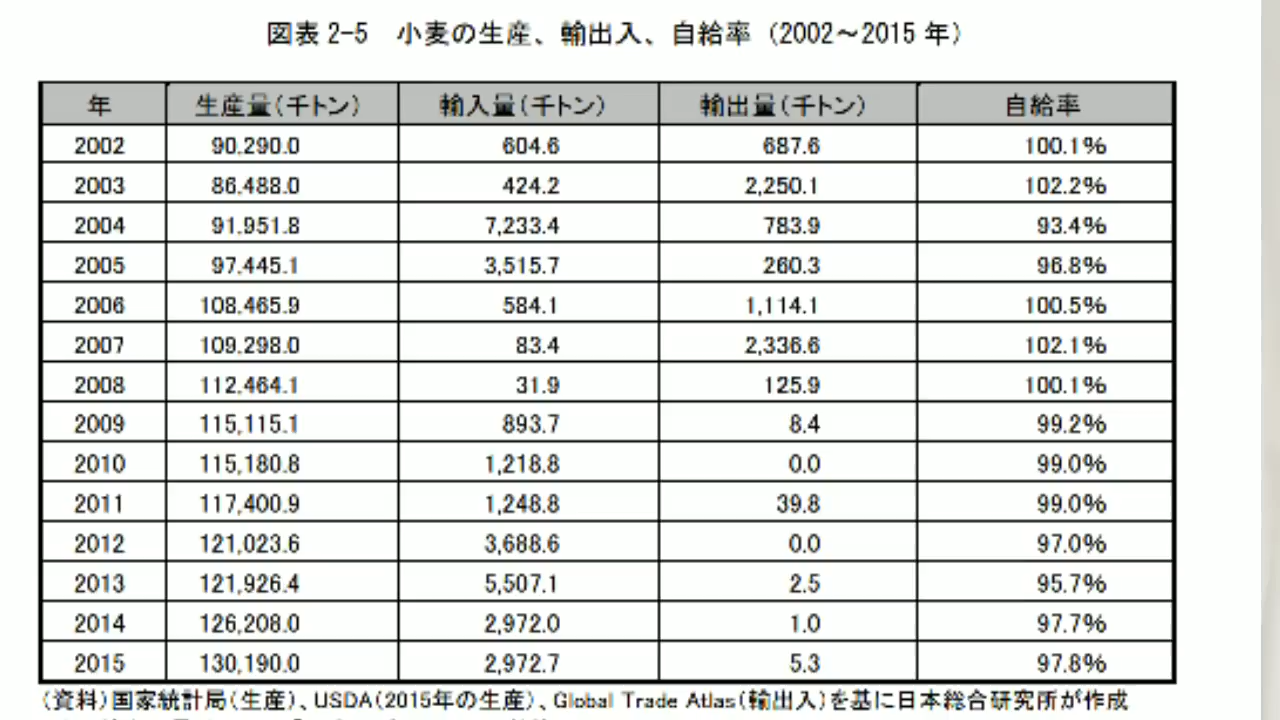 図表 2-5 小麦の生産、輸出入、自給率（2002～2015 年）
年 生産量（千トン） 輸入量（千トン） 輸出量（千トン） 自給率
2002 90,290.0 604.6 687.6 100.1%
2003 86,488.0 424.2 2,250.1 102.2%
2004 91,951.8 7,233.4 783.9 93.4%
2005 97,445.1 3,515.7 260.3 96.8%
2006 108,465.9 584.1 1,114.1 100.5%
2007 109,298.0 83.4 2,336.6 102.1%
2008 112,464.1 31.9 125.9 100.1%
2009 115,115.1 893.7 8.4 99.2%
2010 115,180.8 1,218.8 0.0 99.0%
2011 117,400.9 1,248.8 39.8 99.0%
2012 121,023.6 3,688.6 0.0 97.0%
2013 121,926.4 5,507.1 2.5 95.7%
2014 126,208.0 2,972.0 1.0 97.7%
2015 130,190.0 2,972.7 5.3 97.8%
（資料）国家統計局（生産）、USDA（2015年の生産）、Global Trade Atlas（輸出入）を基に日本総合研究所が作成